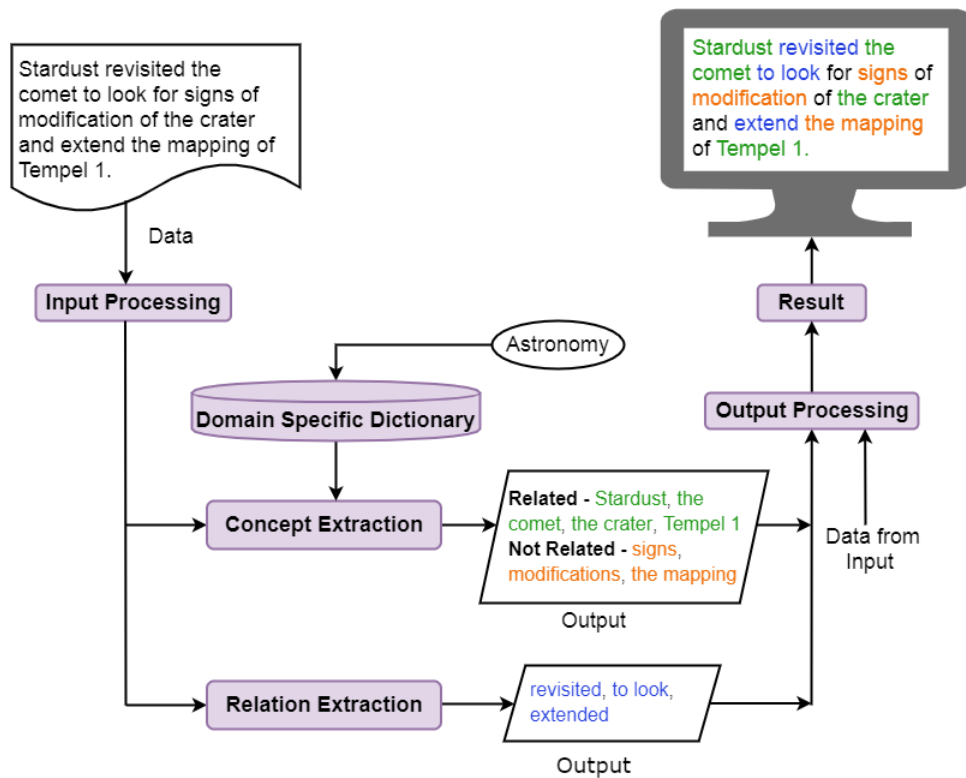 Stardust revisited the
comet to look for signs of
modification of the crater
and extend the mapping of
Tempel 1.
Stardust revisited the
comet to look for signs of
modification of the crater
and extend the mapping
of Tempel 1.
Data
Input Processing
Result
Astronomy
Domain Specific Dictionary
Output Processing
Concept Extraction
Related - Stardust, the
comet, the crater, Tempel 1
Not Related - signs,
modifications, the mapping
Output
Data from
Input
Relation Extraction
revisited, to look,
extended
Output